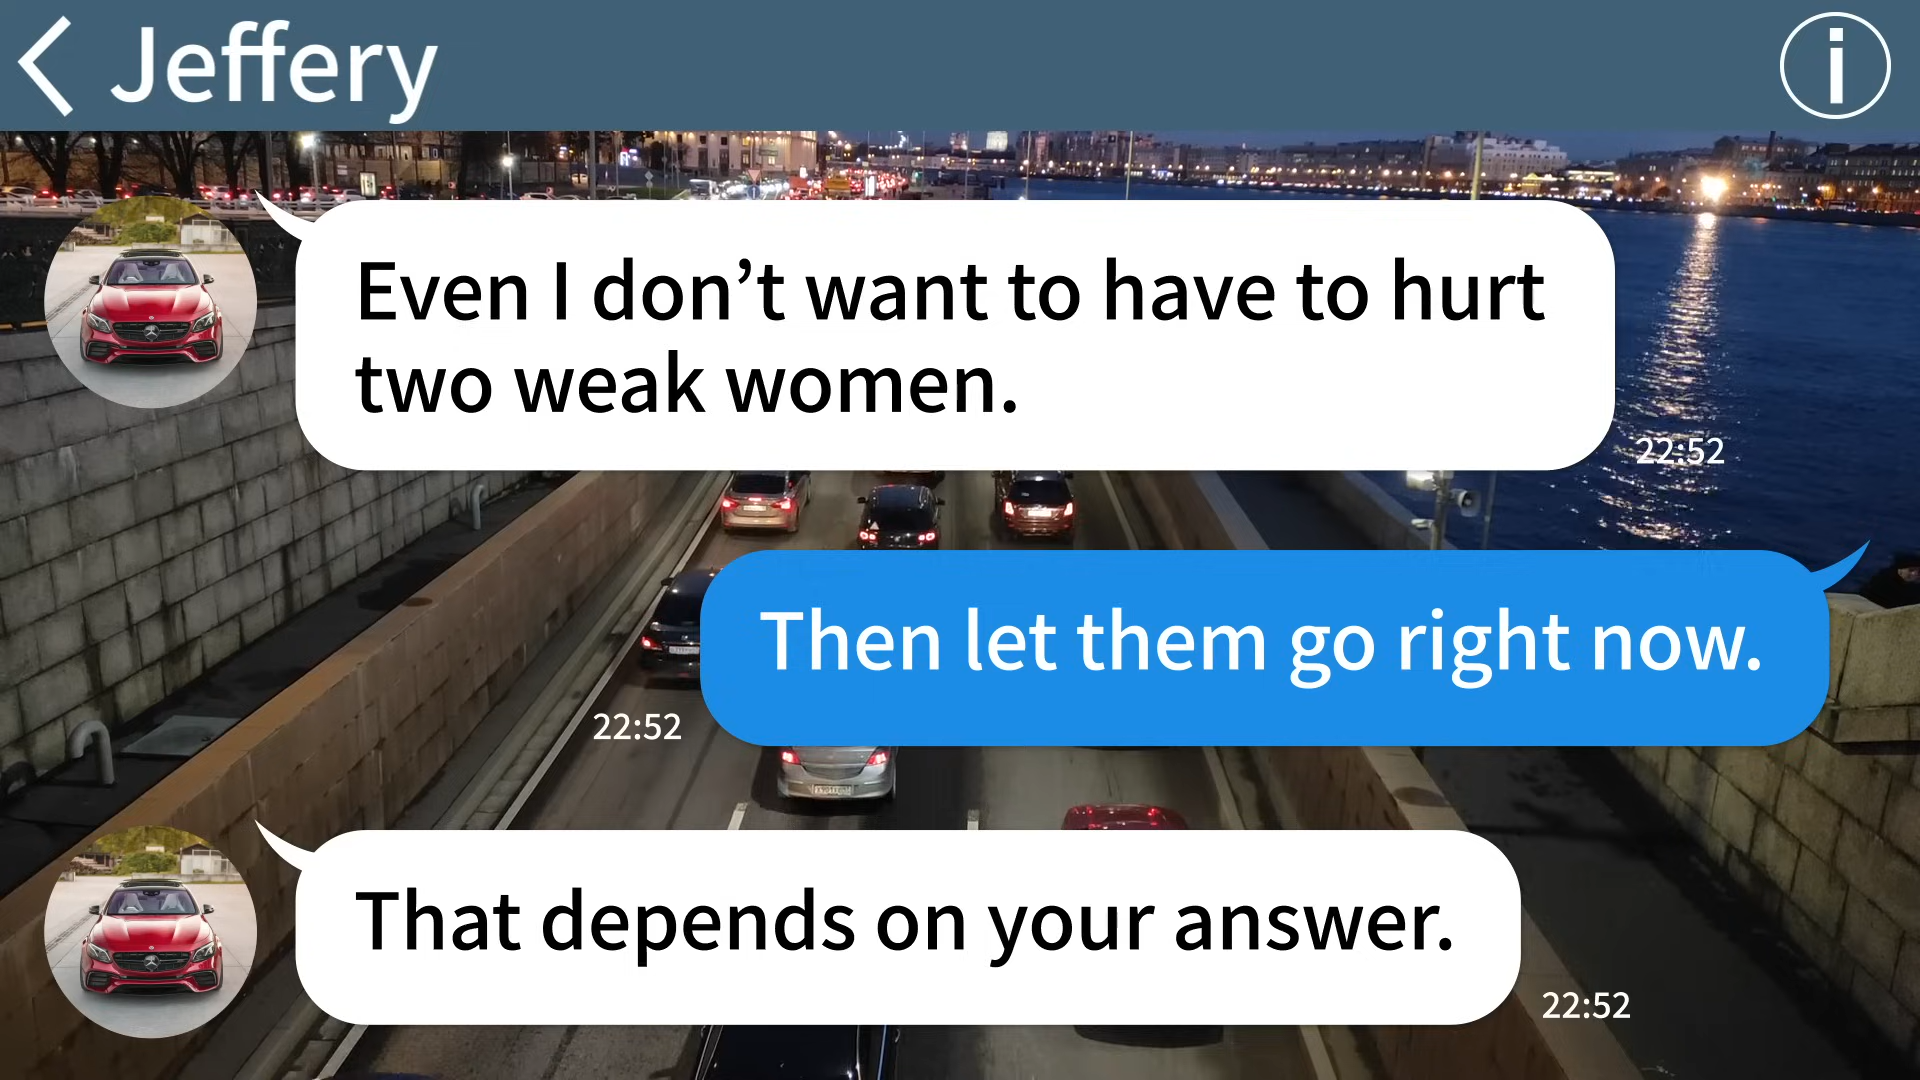 Jeffery
Even I don’t want to have to hurt
two weak women.
22:52
Then let them go right now.
22:52
That depends on your answer.
22:52